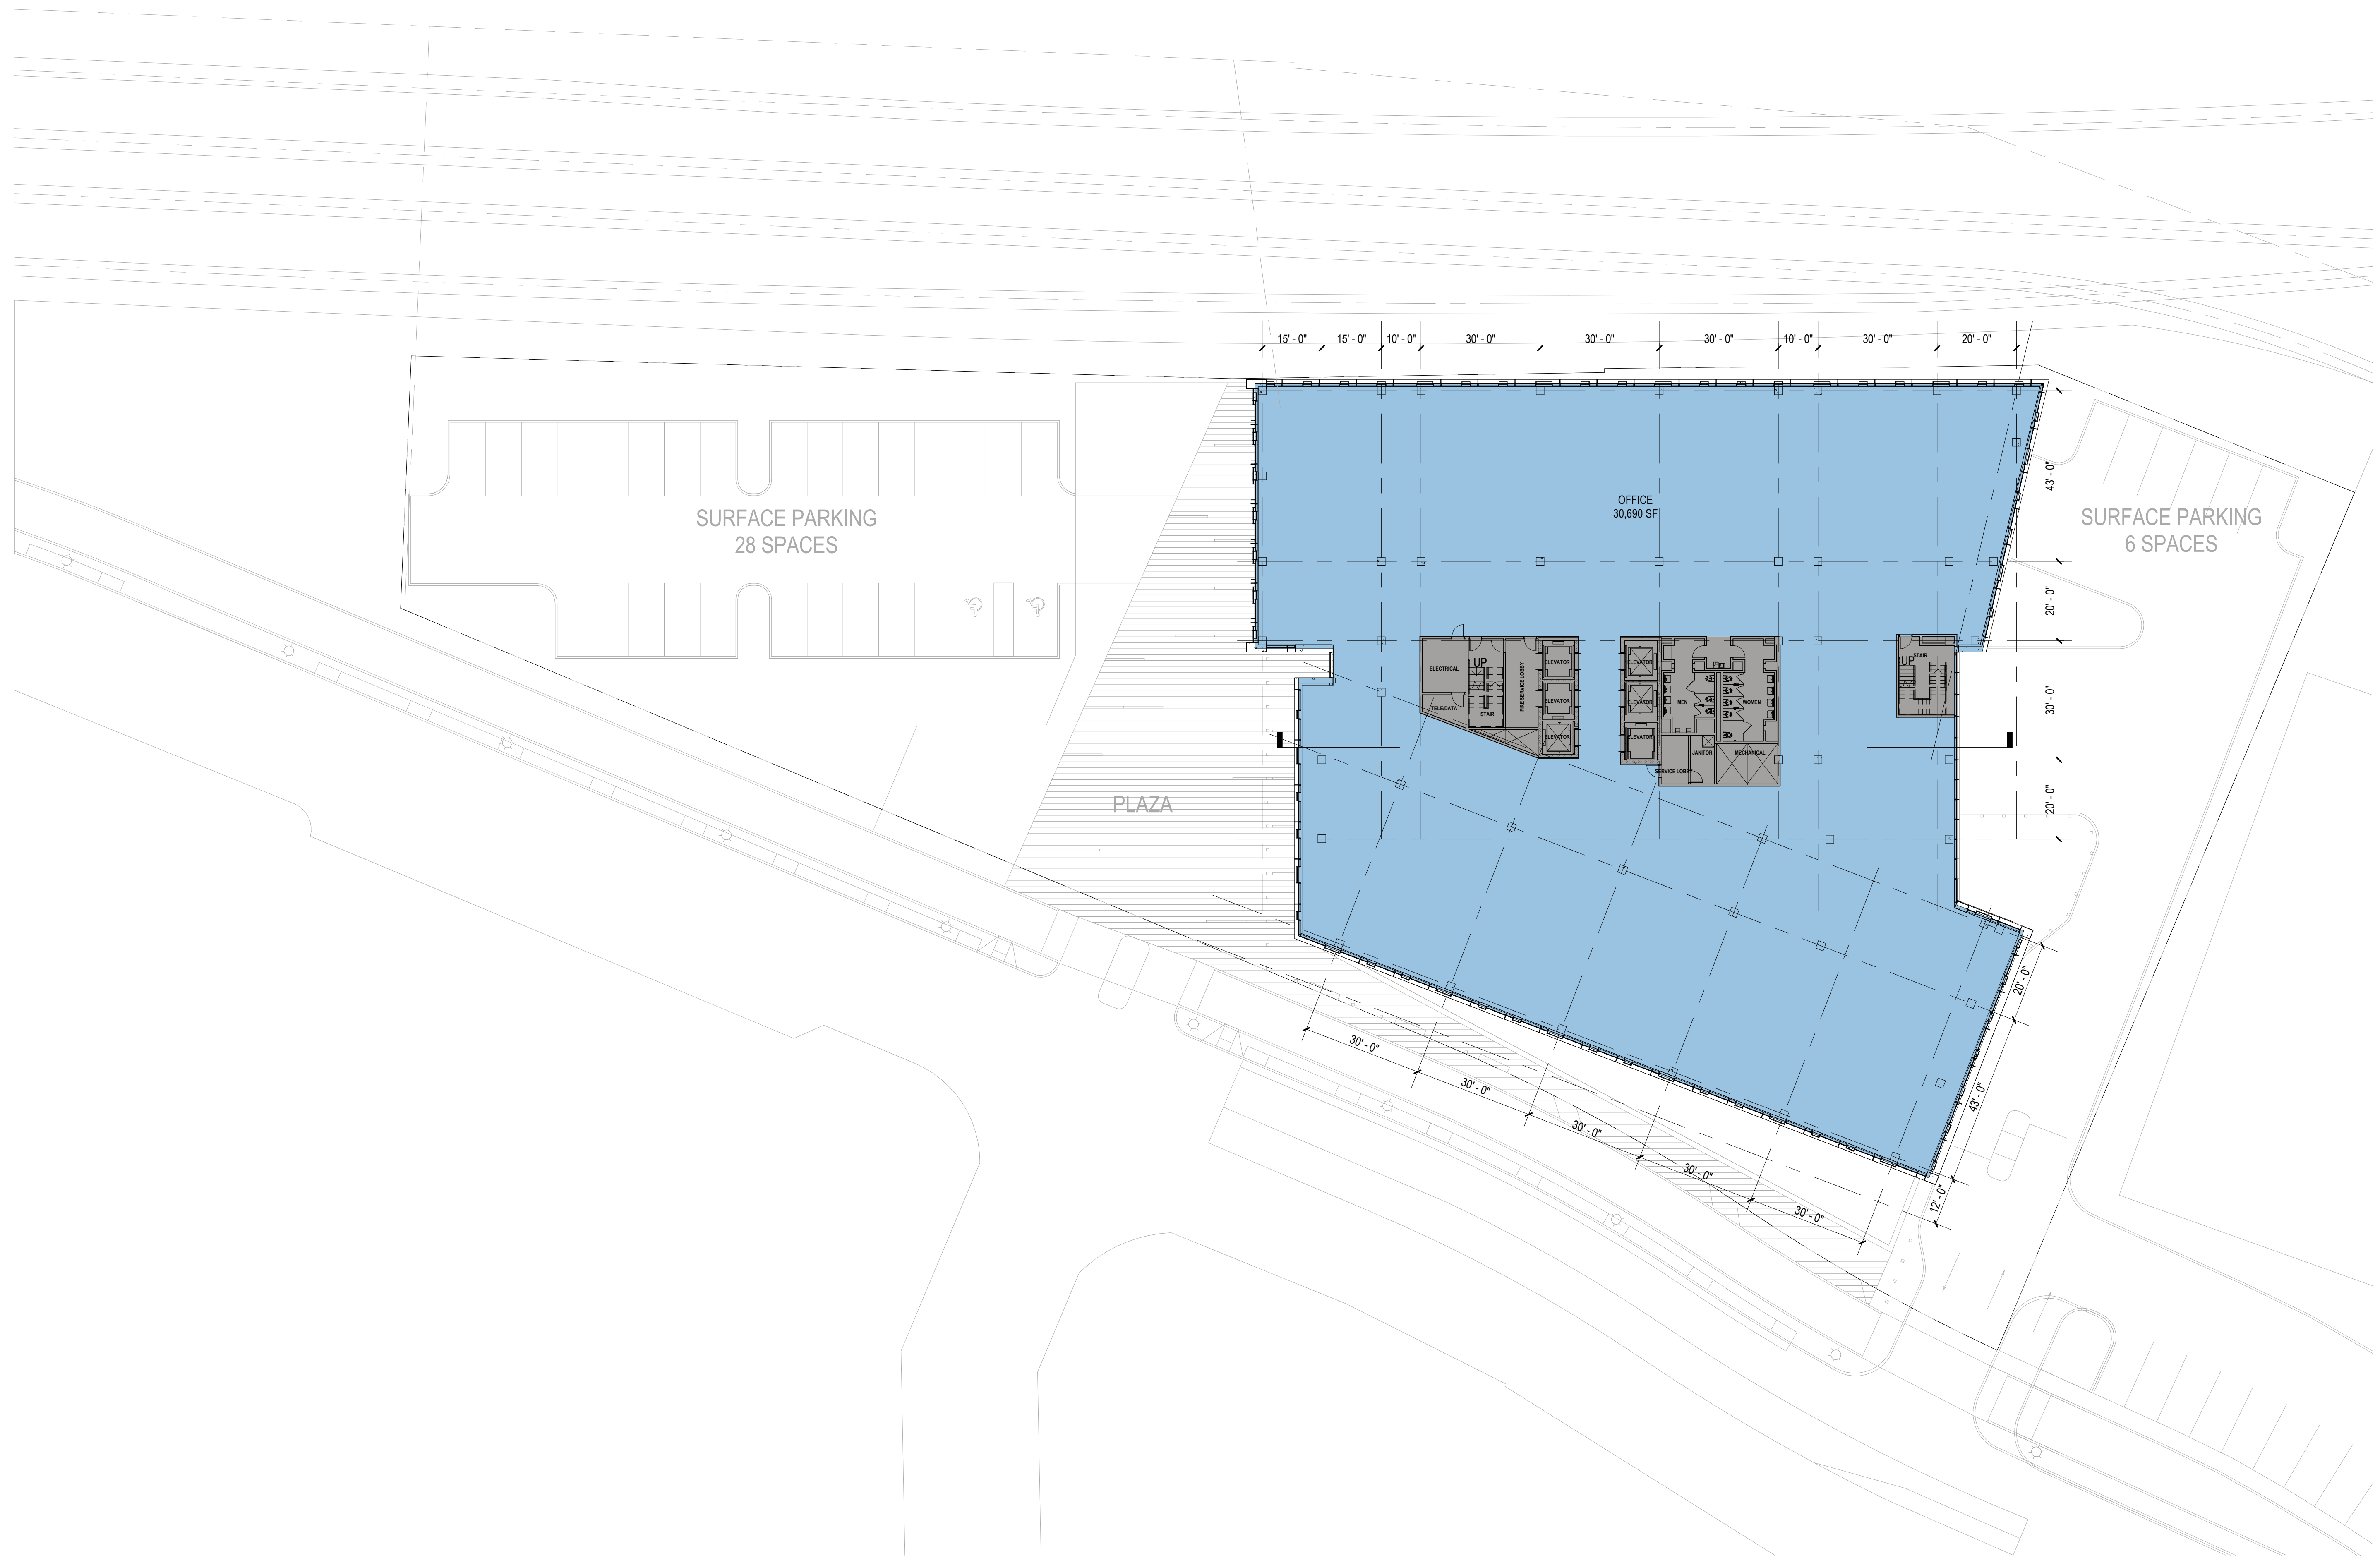 15' - 0" 15' - 0" 10' - 0" 30' - 0" 30' - 0" 30' - 0" 10' - 0" 30' - 0" 20' - 0"
43' - 0"
OFFICE
30,690 SF
SURFACE PARKING
28 SPACES
SURFACE PARKING
6 SPACES
20' - 0"
ELECTRICAL
UP
FIRE SERVICE LOBBY
ELEVATOR
ELEVATOR
STAIR
UP
TELE/DATA
STAIR
ELEVATOR
ELEVATOR
MEN
WOMEN
30' - 0"
ELEVATOR
ELEVATOR
SERVICE LOBBY
JANITOR
MECHANICAL
PLAZA
20' - 0"
20' - 0"
43' - 0"
12' - 0"
30' - 0"
30' - 0"
30' - 0"
30' - 0"
30' - 0"